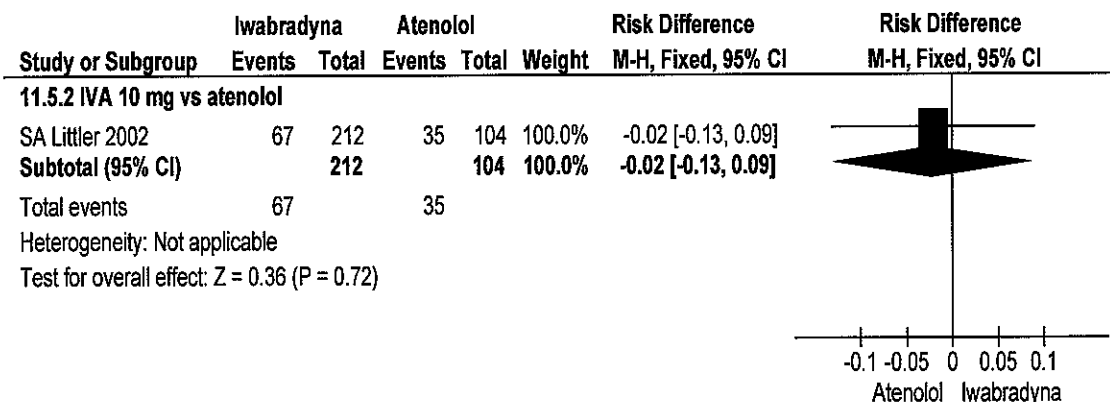 Iwabradyna Atenolol Risk Difference Risk Difference
Study or Subgroup Events Total Events Total Weight M-H, Fixed, 95% CI M-H, Fixed, 95% CI
11.5.2 IVA 10 mg vs atenolol
SA Littler 2002 67 212 35 104 100.0% -0.02 [-0.13, 0.09]
Subtotal (95% CI) 212 104 100.0% -0.02 [-0.13, 0.09]
Total events 67 35
Heterogeneity: Not applicable
Test for overall effect: Z = 0.36 (P = 0.72)
-0.1 -0.05 0 0.05 0.1
Atenolol Iwabradyna